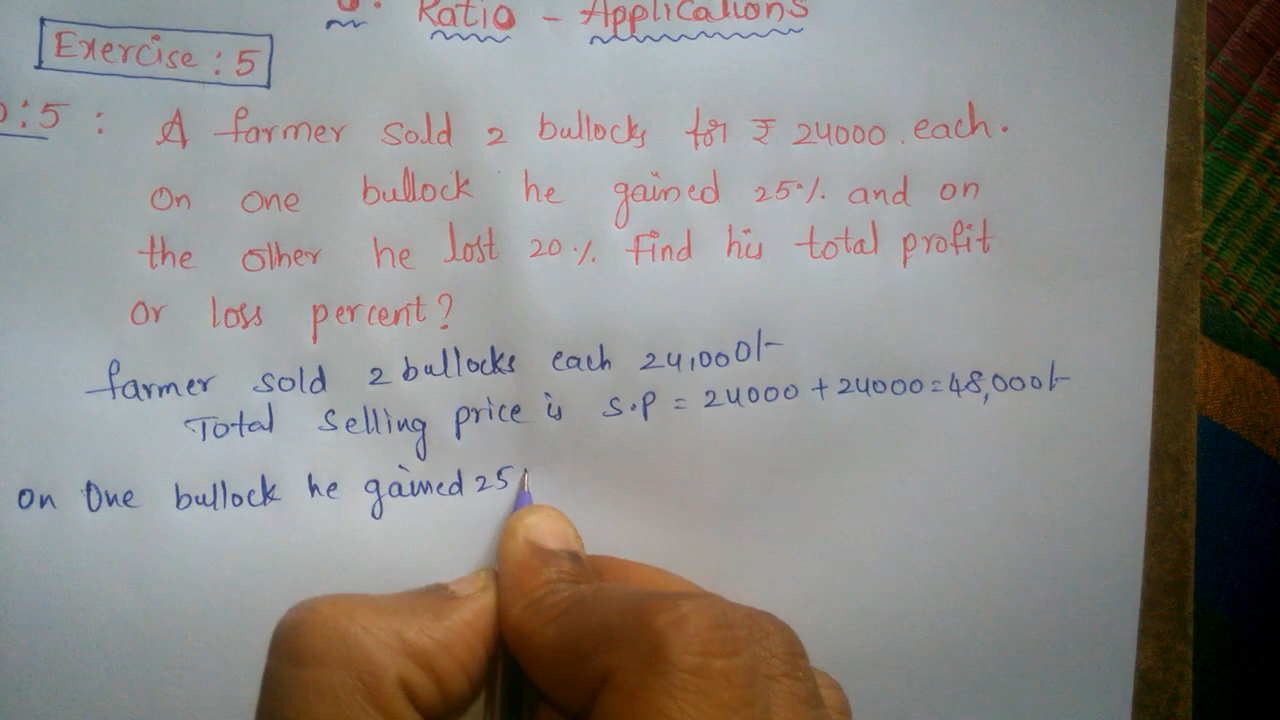 Ratio - Applications
Exercise : 5
:5 : A farmer sold 2 bullocks for ₹ 24000 each.
On one bullock he gained 25% and on
the other he lost 20% Find his total profit
or loss percent?
farmer sold 2 bullocks each 24,000/-
Total selling price is S.P = 24000 + 24000 = 48,000/-
on One bullock he gained 25